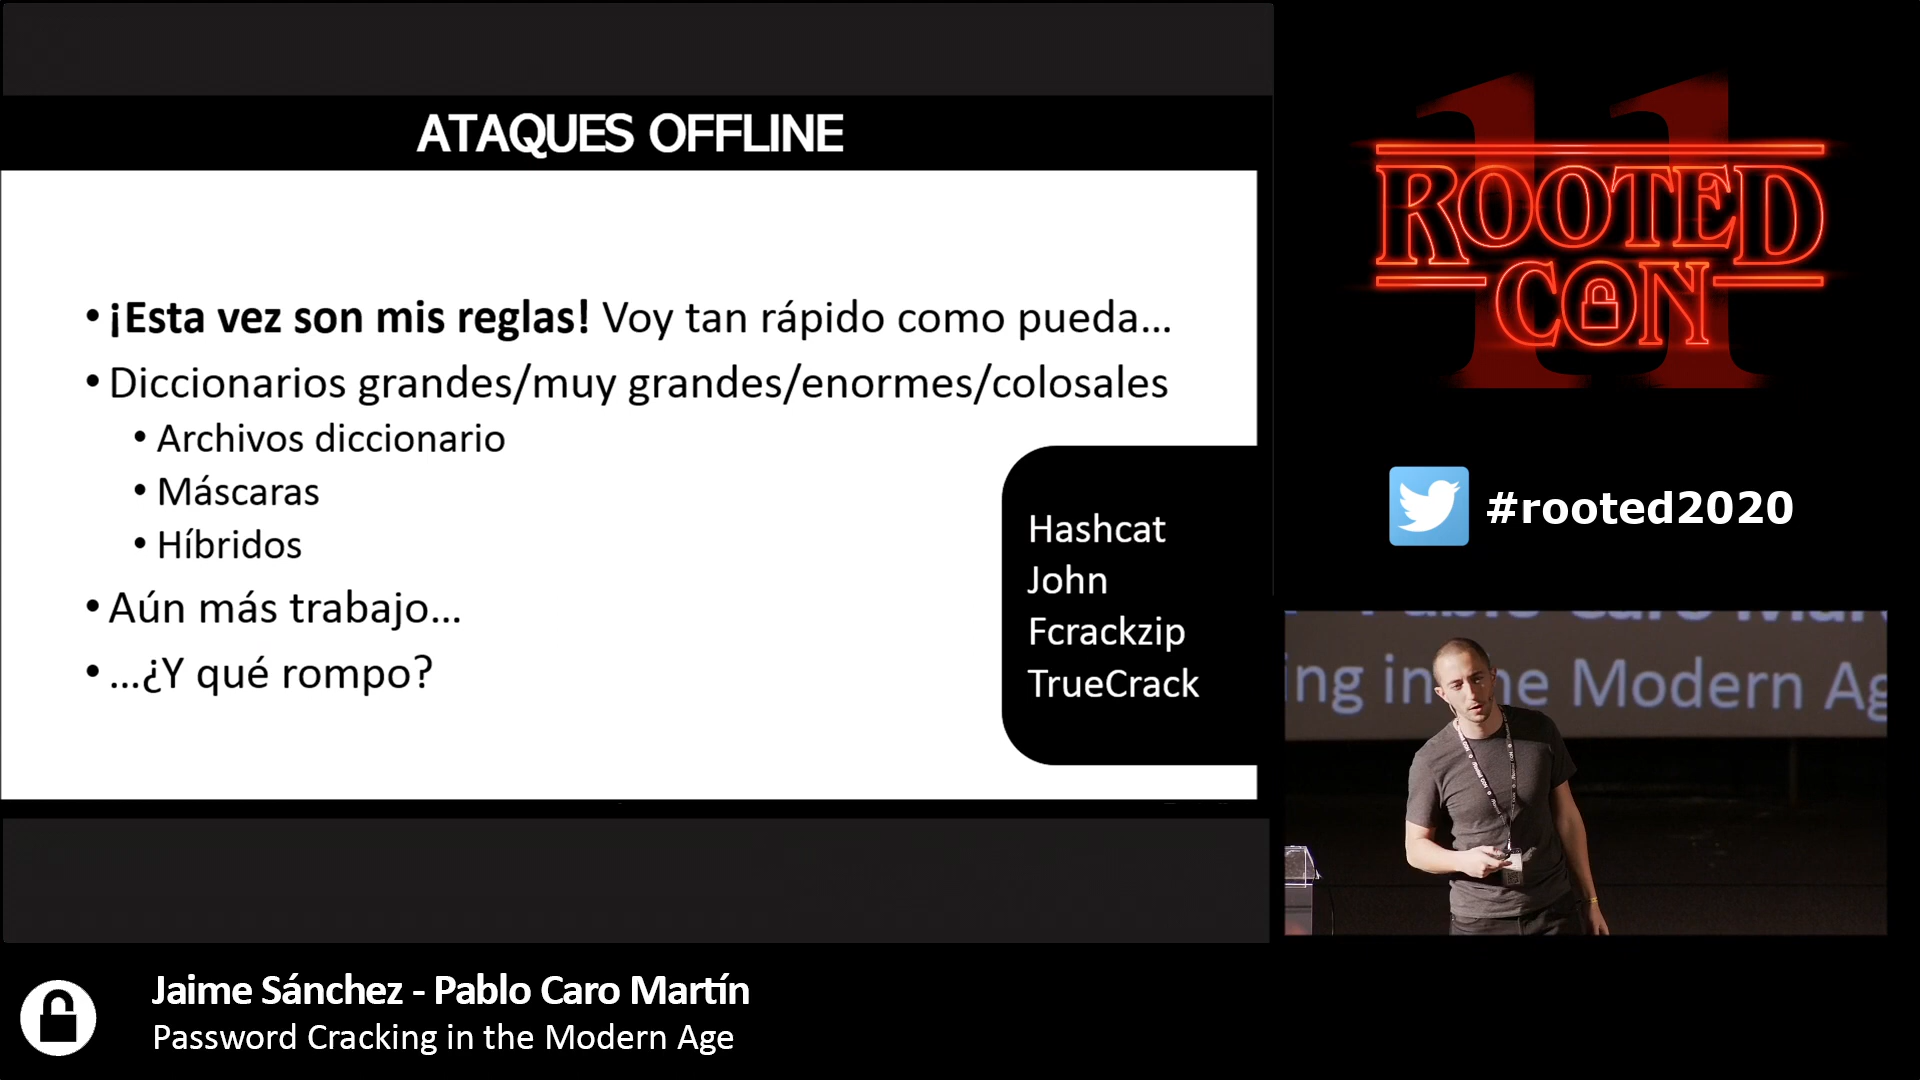 ATAQUES OFFLINE
• ¡Esta vez son mis reglas! Voy tan rápido como pueda...
• Diccionarios grandes/muy grandes/enormes/colosales
• Archivos diccionario
• Máscaras
• Híbridos
• Aún más trabajo...
• ...¿Y qué rompo?
Hashcat
John
Fcrackzip
TrueCrack
11
ROOTED
CON
#rooted2020
ing in the Modern Ag
Jaime Sánchez - Pablo Caro Martín
Password Cracking in the Modern Age